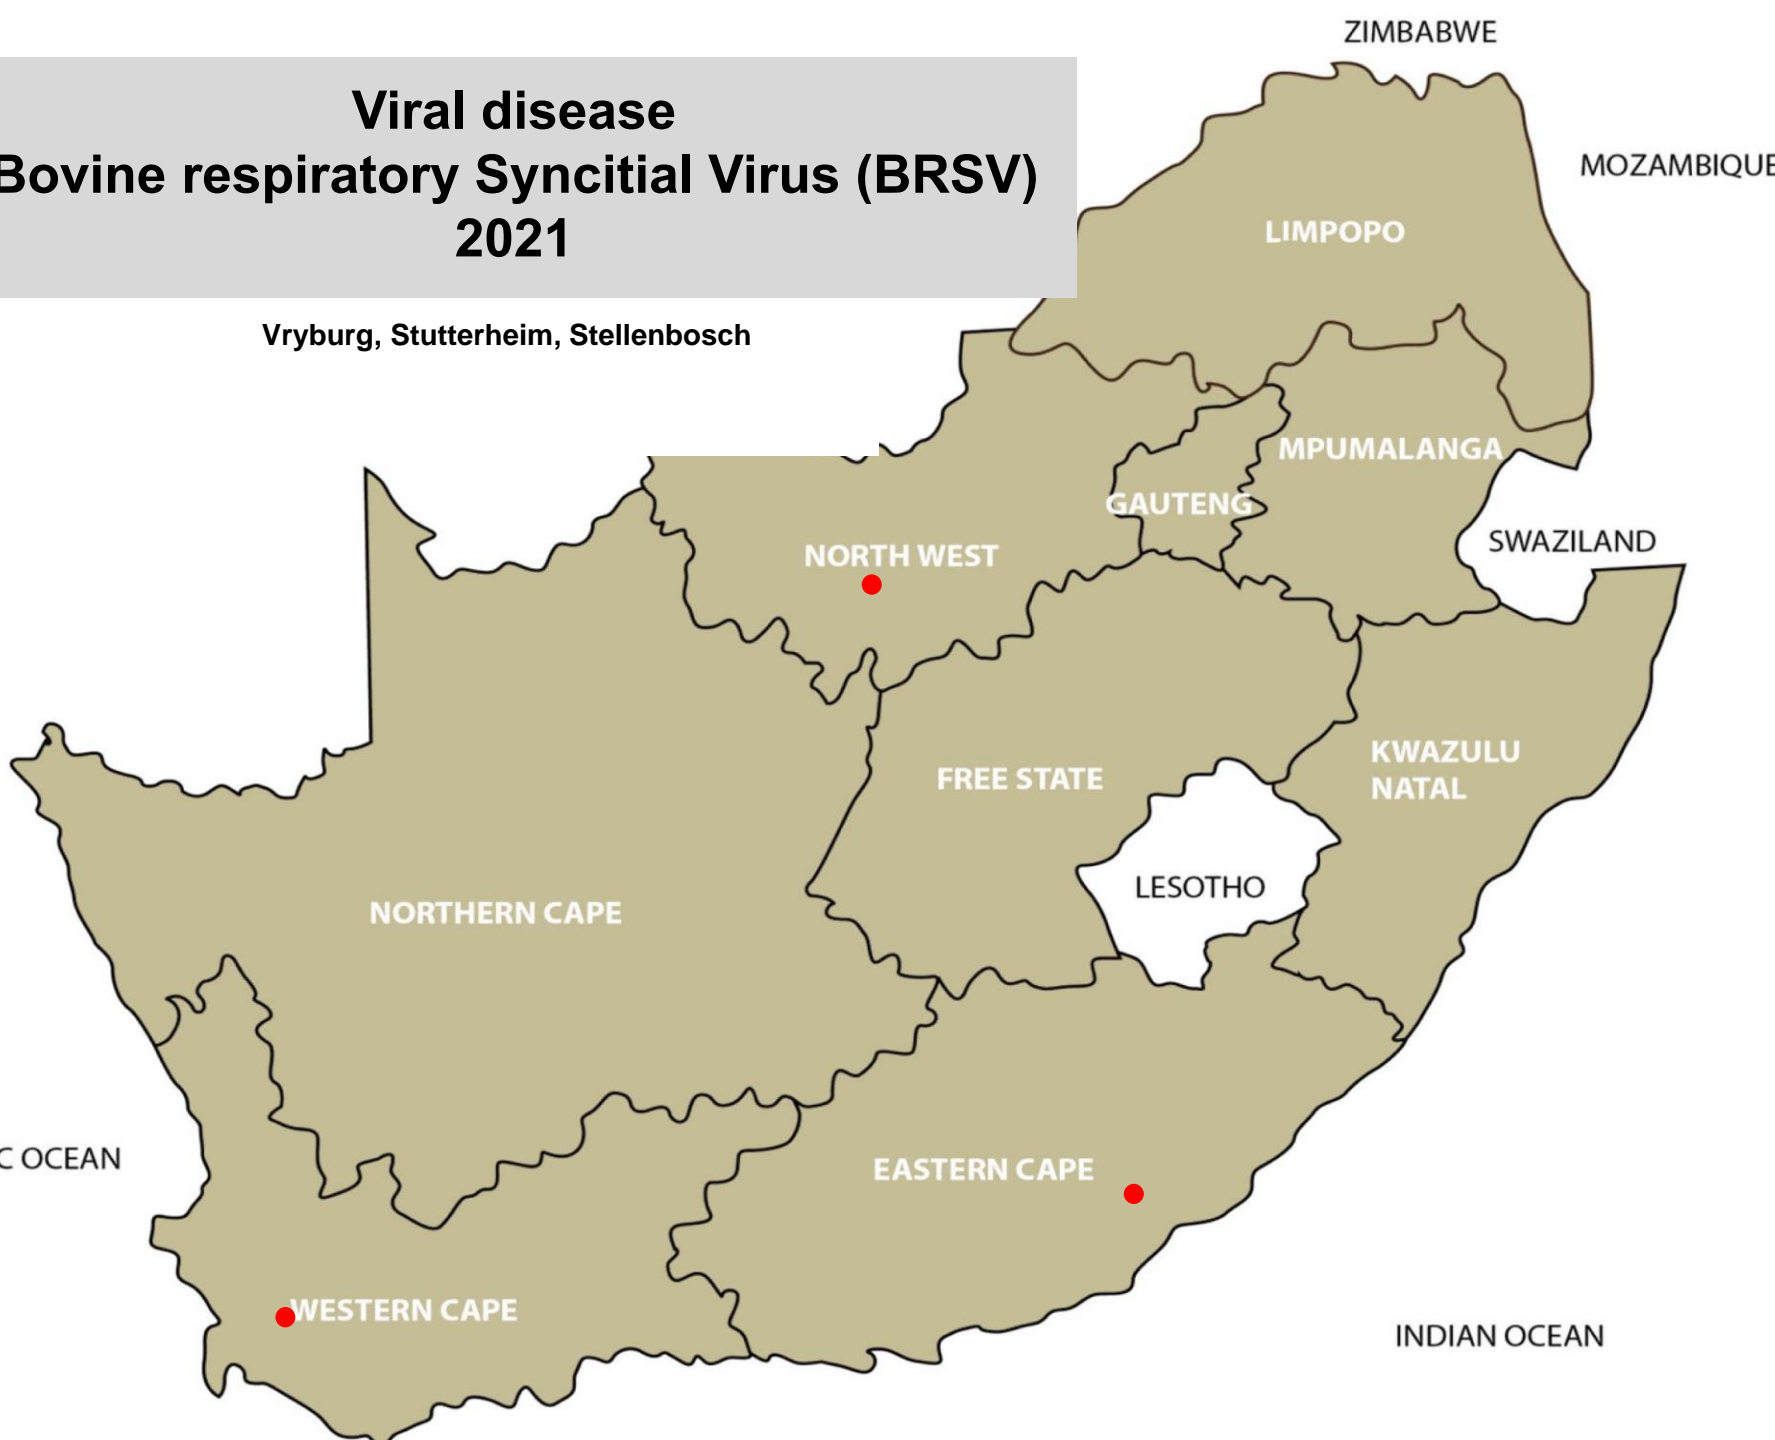 ZIMBABWE
Viral disease
Bovine respiratory Syncitial Virus (BRSV)
2021
MOZAMBIQUE
LIMPOPO
Vryburg, Stutterheim, Stellenbosch
MPUMALANGA
GAUTENG
SWAZILAND
NORTH WEST
KWAZULU
NATAL
FREE STATE
LESOTHO
NORTHERN CAPE
C OCEAN
EASTERN CAPE
WESTERN CAPE
INDIAN OCEAN